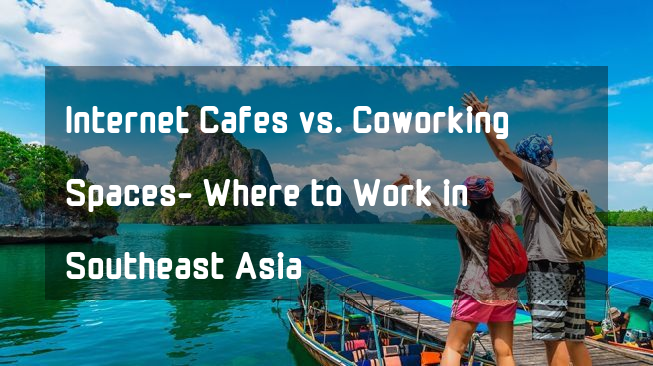 Internet Cafes vs. Coworking
Spaces- Where to Work in
Southeast Asia